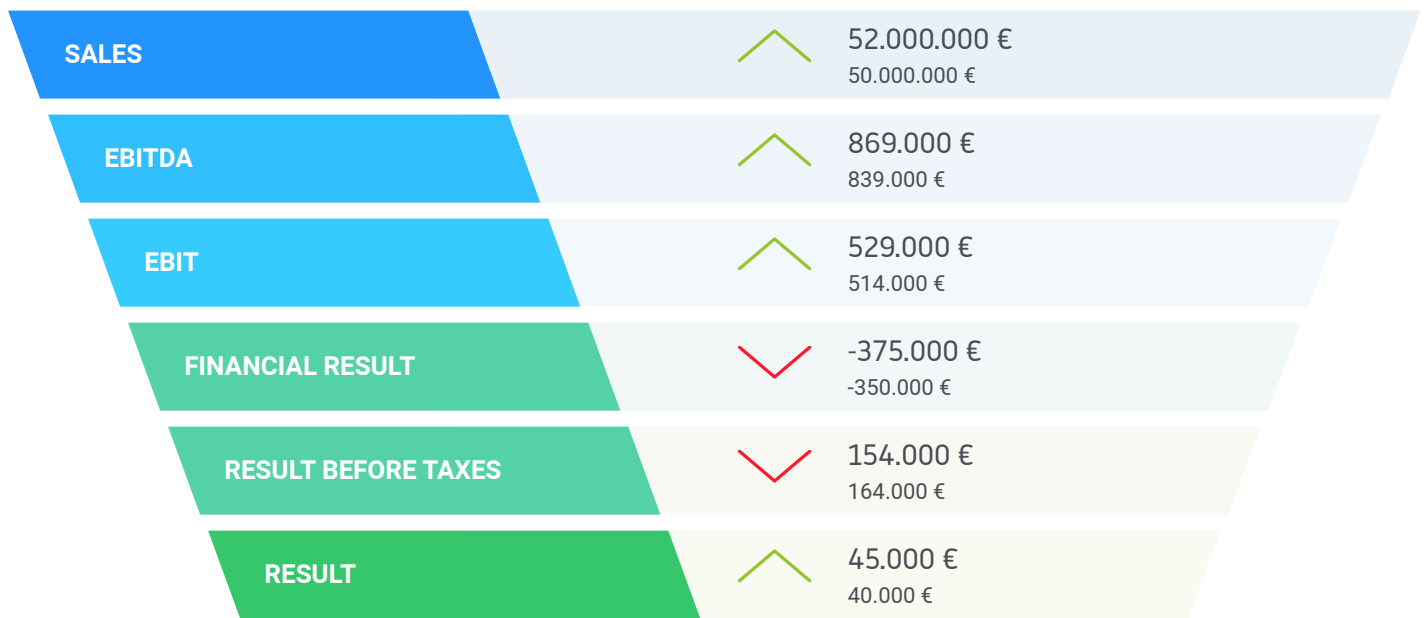 SALES
52.000.000 €
50.000.000 €
EBITDA
869.000 €
839.000 €
EBIT
529.000 €
514.000 €
FINANCIAL RESULT
-375.000 €
-350.000 €
RESULT BEFORE TAXES
154.000 €
164.000 €
RESULT
45.000 €
40.000 €